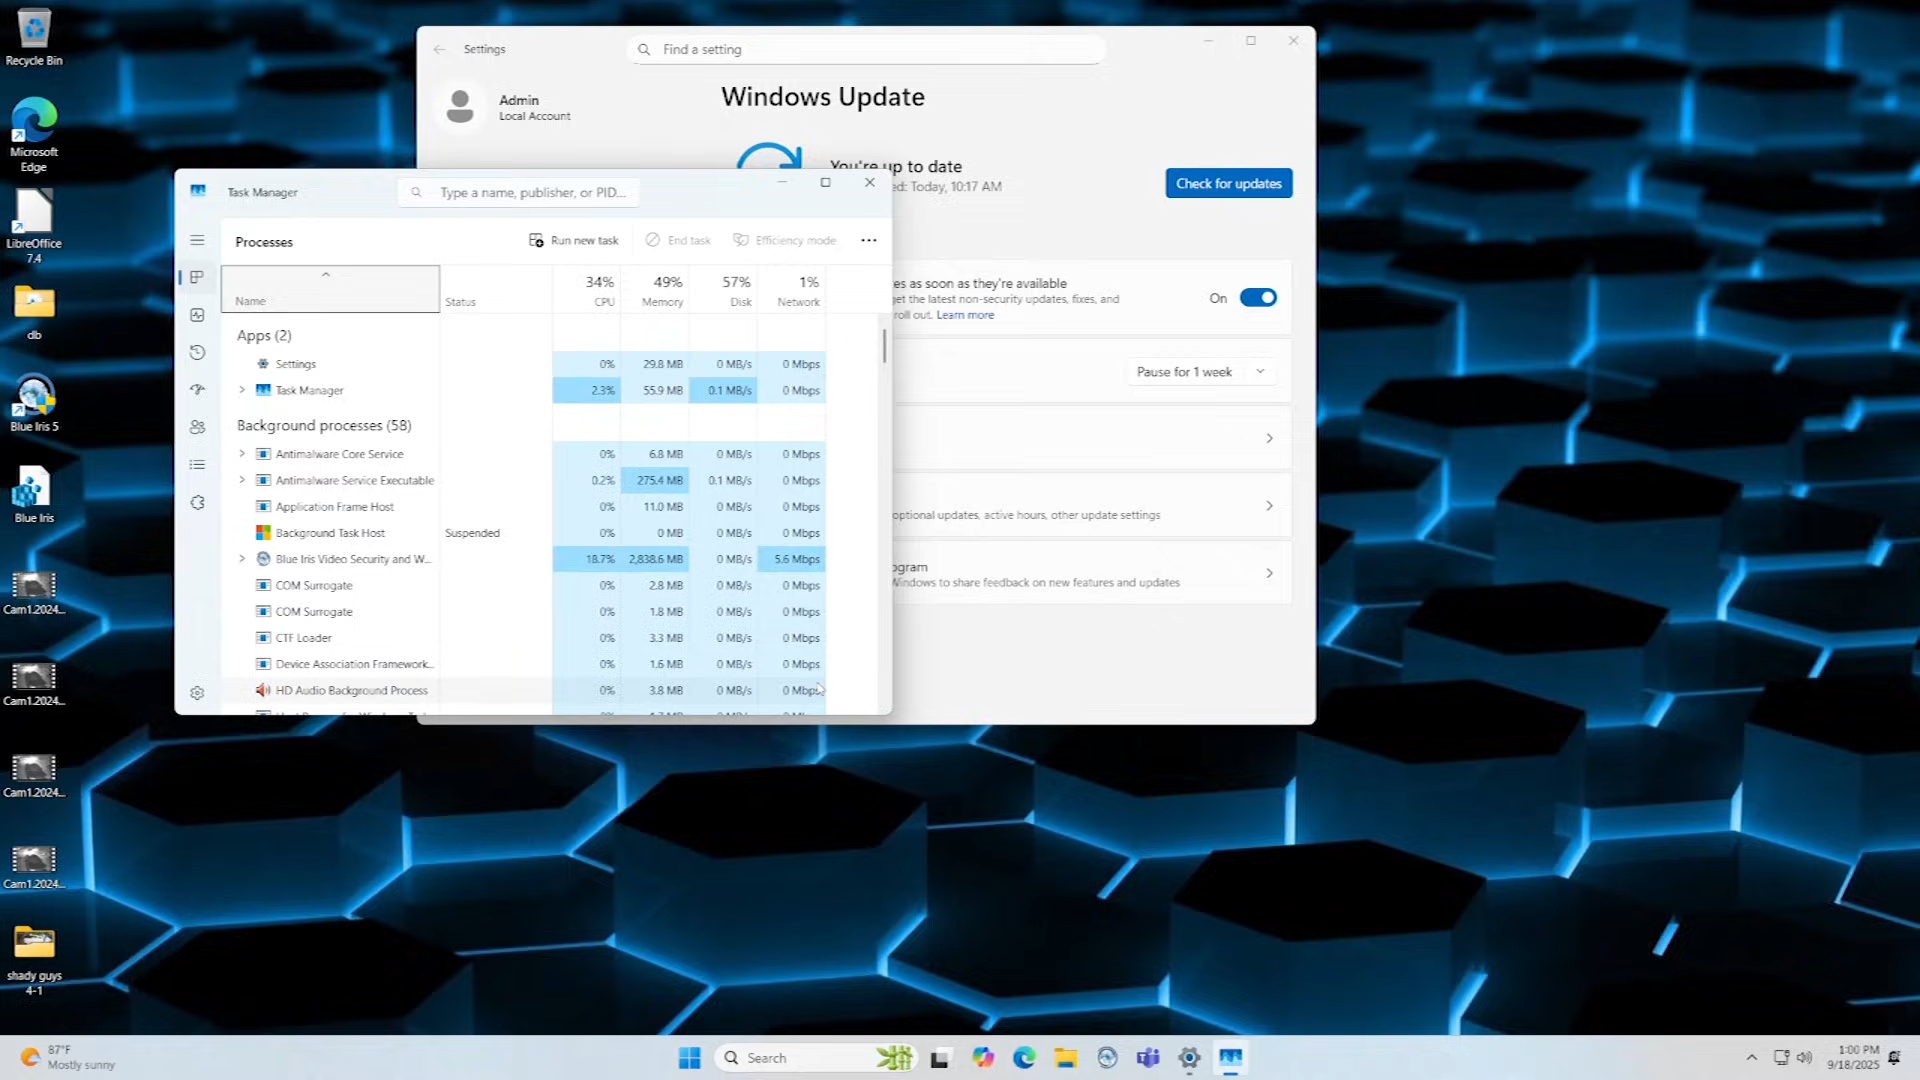 Recycle Bin
Microsoft
Edge
LibreOffice
7.4
db
Blue Iris 5
Blue Iris
Cam1.2024...
Cam1.2024...
Cam1.2024...
Cam1.2024...
shady guys
4-1
Settings
Find a setting
Admin
Local Account
Windows Update
You're up to date
ed: Today, 10:17 AM
Check for updates
es as soon as they're available
get the latest non-security updates, fixes, and
roll out. Learn more
On
Pause for 1 week
optional updates, active hours, other update settings
ogram
Windows to share feedback on new features and updates
Task Manager
Type a name, publisher, or PID...
Processes
Run new task
End task
Efficiency mode
Name
Status
34% CPU
49% Memory
57% Disk
1% Network
Apps (2)
Settings 0% 29.8 MB 0 MB/s 0 Mbps
Task Manager 2.3% 55.9 MB 0.1 MB/s 0 Mbps
Background processes (58)
Antimalware Core Service 0% 6.8 MB 0 MB/s 0 Mbps
Antimalware Service Executable 0.2% 275.4 MB 0.1 MB/s 0 Mbps
Application Frame Host 0% 11.0 MB 0 MB/s 0 Mbps
Background Task Host Suspended 0% 0 MB 0 MB/s 0 Mbps
Blue Iris Video Security and W... 18.7% 2,838.6 MB 0 MB/s 5.6 Mbps
COM Surrogate 0% 2.8 MB 0 MB/s 0 Mbps
COM Surrogate 0% 1.8 MB 0 MB/s 0 Mbps
CTF Loader 0% 3.3 MB 0 MB/s 0 Mbps
Device Association Framework... 0% 1.6 MB 0 MB/s 0 Mbps
HD Audio Background Process 0% 3.8 MB 0 MB/s 0 Mbps
87°F
Mostly sunny
Search
1:00 PM
9/18/2025